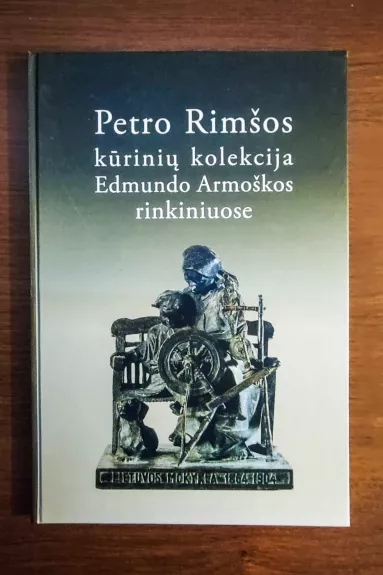 Petro Rimšos
kūrinių kolekcija
Edmundo Armoškos
rinkiniuose
LIETUVOS MOKYKLA 1864-1904